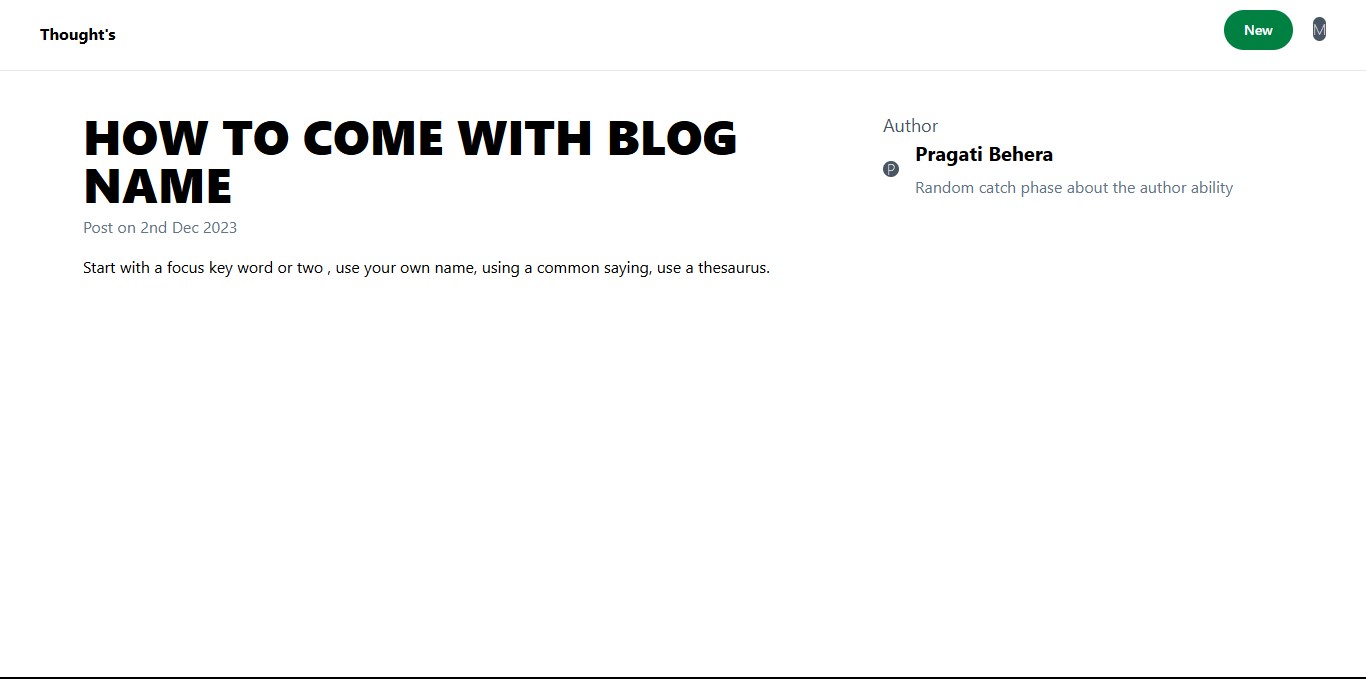 Thought's
New
M
HOW TO COME WITH BLOG
NAME
Post on 2nd Dec 2023
Start with a focus key word or two , use your own name, using a common saying, use a thesaurus.
Author
P
Pragati Behera
Random catch phase about the author ability